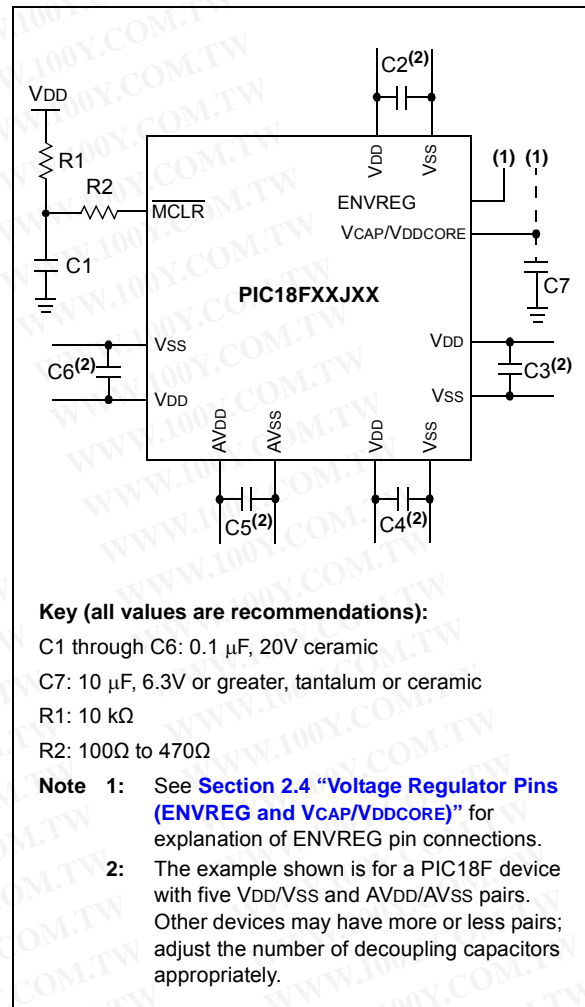 C2(2)
VDD
R1
R2
C1
VDD
VSS
(1) (1)
MCLR
ENVREG
VCAP/VDDCORE
C7
PIC18FXXJXX
VSS
VDD
C6(2)
VDD
VSS
C3(2)
AVDD
AVSS
VDD
VSS
C5(2)
C4(2)
Key (all values are recommendations):
C1 through C6: 0.1 μF, 20V ceramic
C7: 10 μF, 6.3V or greater, tantalum or ceramic
R1: 10 kΩ
R2: 100Ω to 470Ω
Note 1: See Section 2.4 “Voltage Regulator Pins
(ENVREG and VCAP/VDDCORE)” for
explanation of ENVREG pin connections.
2: The example shown is for a PIC18F device
with five VDD/VSS and AVDD/AVSS pairs.
Other devices may have more or less pairs;
adjust the number of decoupling capacitors
appropriately.
WWW.100Y.COM.TW